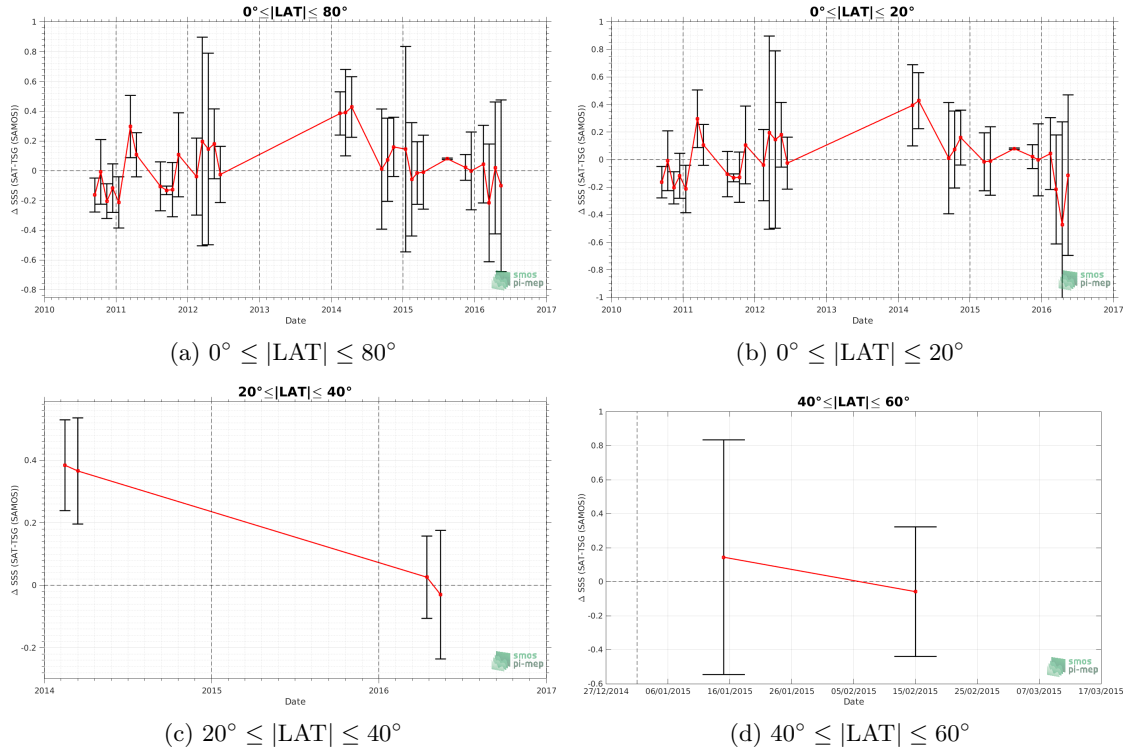 0°≤|LAT|≤ 80°
Δ SSS (SAT-TSG (SAMOS))
1
0.8
0.6
0.4
0.2
0
-0.2
-0.4
-0.6
-0.8
2010 2011 2012 2013 2014 2015 2016 2017
Date
smos
pi-mep
(a) 0° ≤ |LAT| ≤ 80°
0°≤|LAT|≤ 20°
Δ SSS (SAT-TSG (SAMOS))
1
0.8
0.6
0.4
0.2
0
-0.2
-0.4
-0.6
-0.8
-1
2010 2011 2012 2013 2014 2015 2016 2017
Date
smos
pi-mep
(b) 0° ≤ |LAT| ≤ 20°
20°≤|LAT|≤ 40°
Δ SSS (SAT-TSG (SAMOS))
0.4
0.2
0
-0.2
2014 2015 2016 2017
Date
smos
pi-mep
(c) 20° ≤ |LAT| ≤ 40°
40°≤|LAT|≤ 60°
Δ SSS (SAT-TSG (SAMOS))
1
0.8
0.6
0.4
0.2
0
-0.2
-0.4
-0.6
27/12/2014 06/01/2015 16/01/2015 26/01/2015 05/02/2015 15/02/2015 25/02/2015 07/03/2015 17/03/2015
Date
smos
pi-mep
(d) 40° ≤ |LAT| ≤ 60°